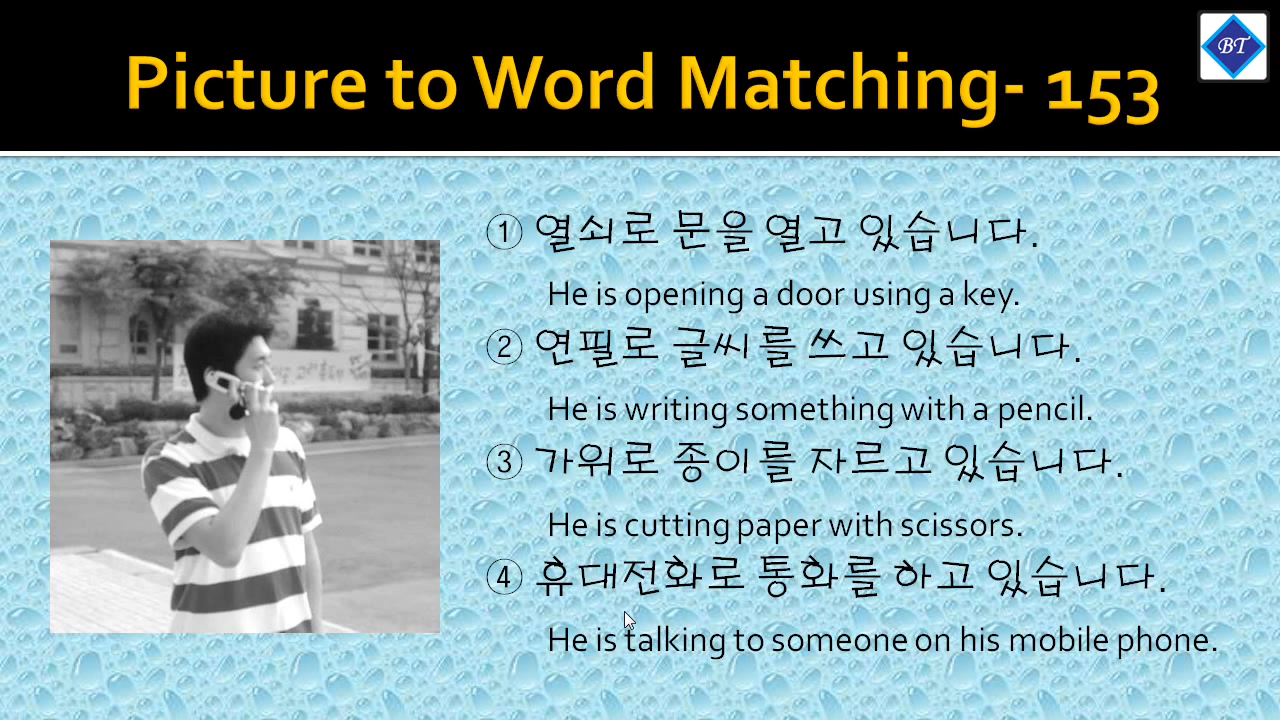 BT
Picture to Word Matching- 153
① 열쇠로 문을 열고 있습니다.
He is opening a door using a key.
② 연필로 글씨를 쓰고 있습니다.
He is writing something with a pencil.
③ 가위로 종이를 자르고 있습니다.
He is cutting paper with scissors.
④ 휴대전화로 통화를 하고 있습니다.
He is talking to someone on his mobile phone.